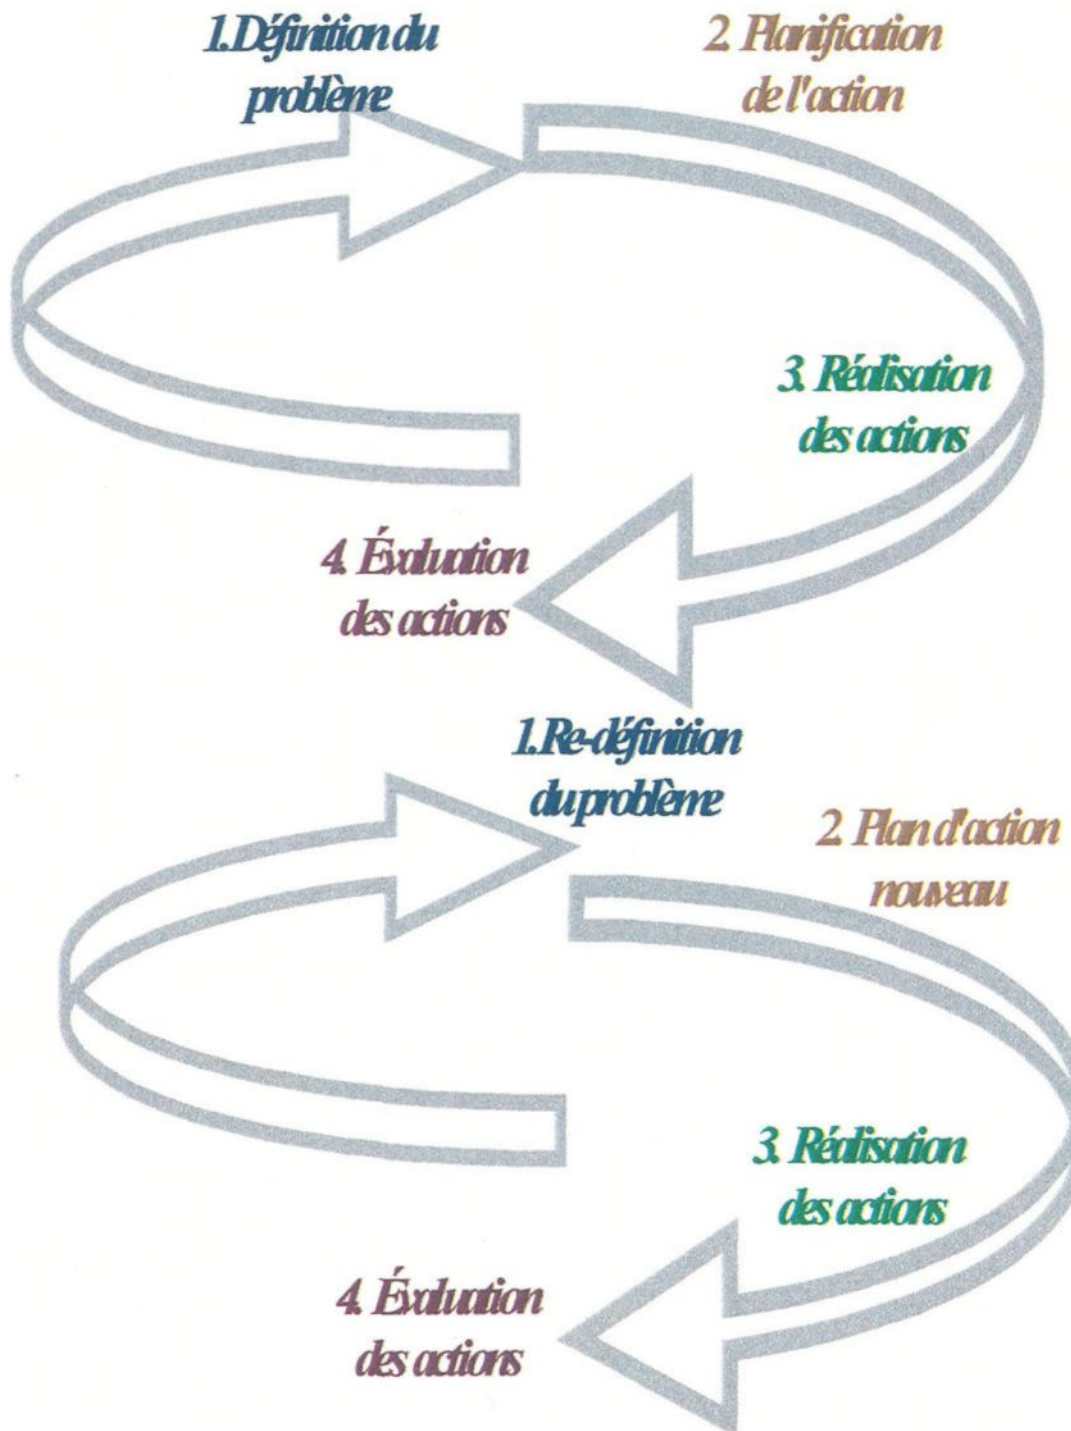 1. Définition du
problème
2. Planification
de l'action
3. Réalisation
des actions
4. Évaluation
des actions
1. Re-définition
du problème
2. Plan d'action
nouveau
3. Réalisation
des actions
4. Évaluation
des actions